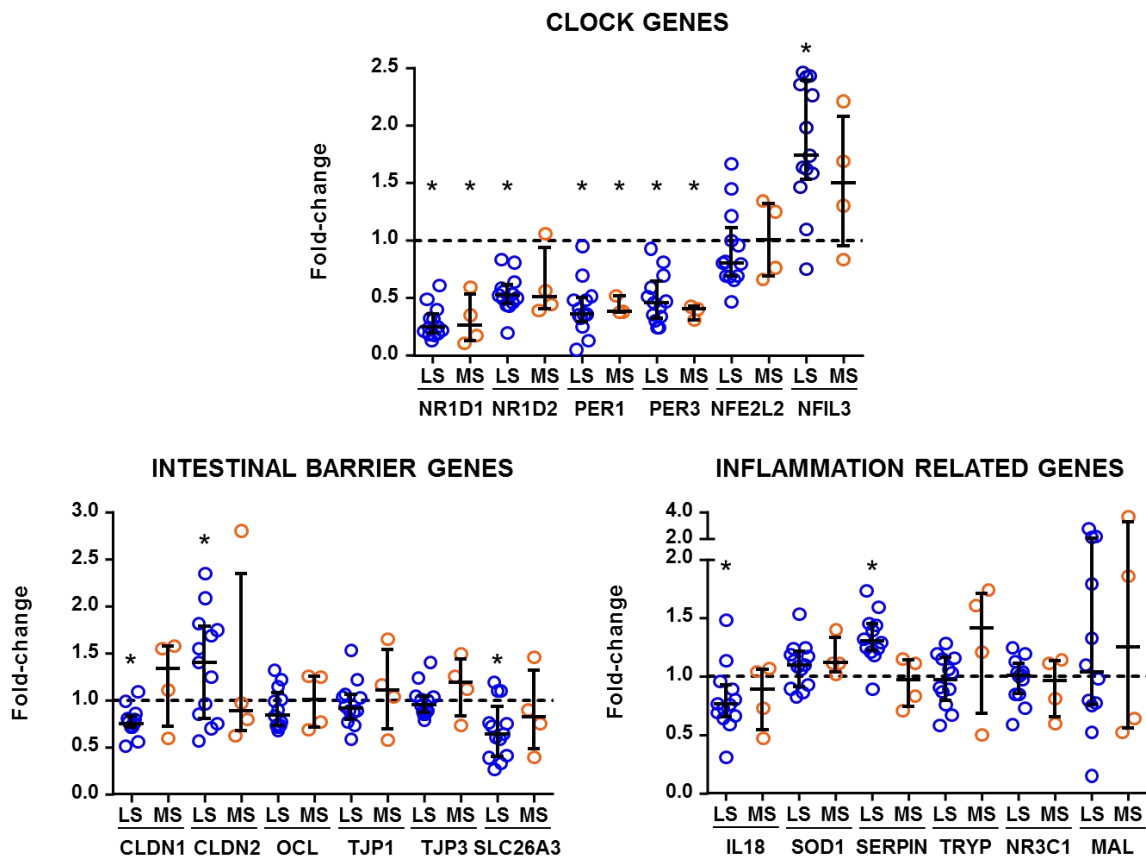 CLOCK GENES
Fold-change
2.5
2.0
1.5
1.0
0.5
0.0
* * * * * * * *
LS MS LS MS LS MS LS MS LS MS LS MS
NR1D1 NR1D2 PER1 PER3 NFE2L2 NFIL3
INTESTINAL BARRIER GENES
Fold-change
3.0
2.5
2.0
1.5
1.0
0.5
0.0
* * *
LS MS LS MS LS MS LS MS LS MS LS MS
CLDN1 CLDN2 OCL TJP1 TJP3 SLC26A3
INFLAMMATION RELATED GENES
Fold-change
4.0
2.0
2.0
1.5
1.0
0.5
0.0
* *
LS MS LS MS LS MS LS MS LS MS LS MS
IL18 SOD1 SERPIN TRYP NR3C1 MAL